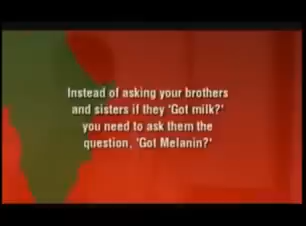 Instead of asking your brothers
and sisters if they 'Got milk?'
you need to ask them the
question, 'Got Melanin?'